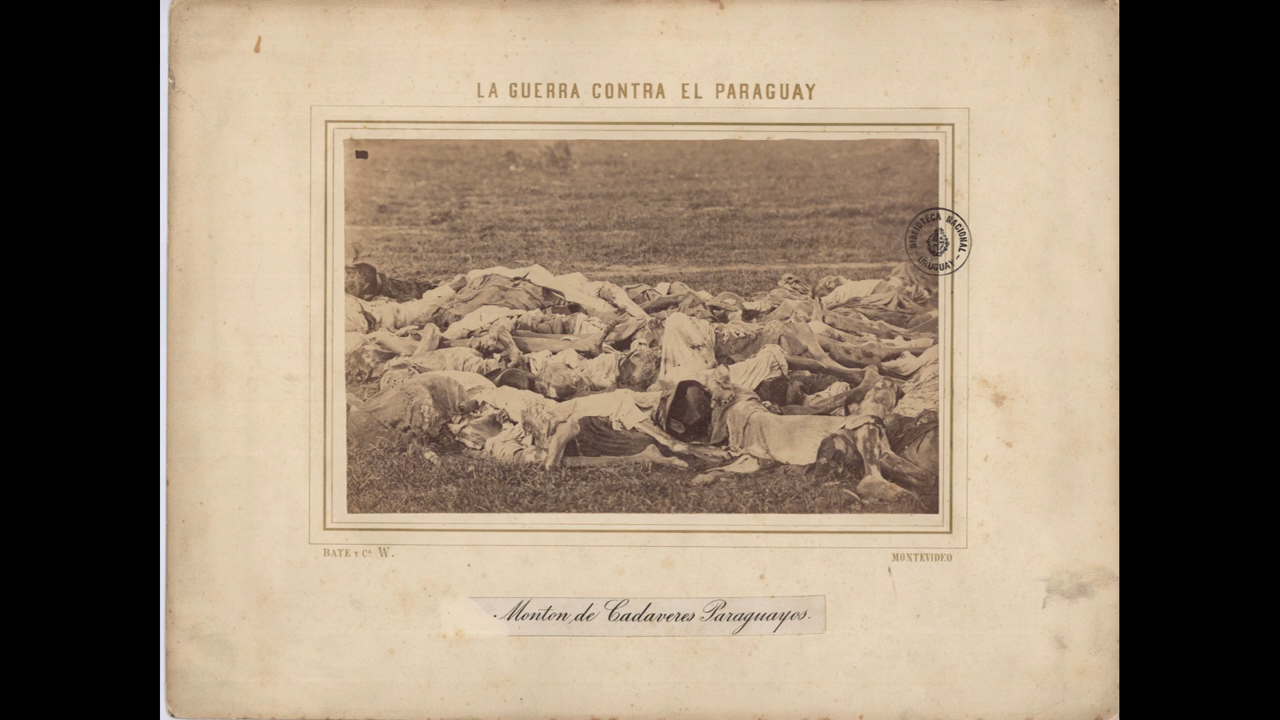 LA GUERRA CONTRA EL PARAGUAY
BIBLIOTECA NACIONAL
- URUGUAY -
BATE Y Cª. W.
MONTEVIDEO
Monton de Cadaveres Paraguayos.